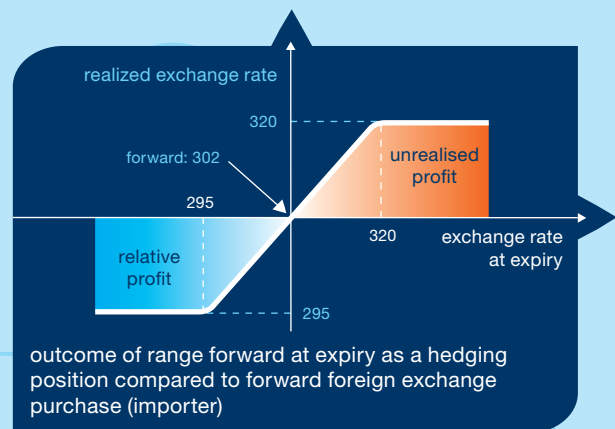 realized exchange rate
320
forward: 302
unrealised
profit
295
320
exchange rate
at expiry
relative
profit
295
outcome of range forward at expiry as a hedging
position compared to forward foreign exchange
purchase (importer)